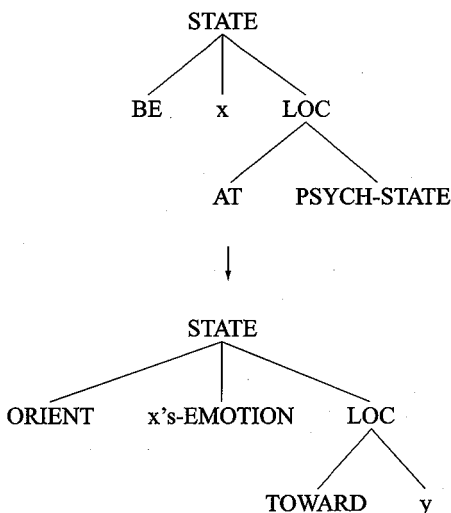 STATE
BE x LOC
AT PSYCH-STATE
STATE
ORIENT x's-EMOTION LOC
TOWARD y